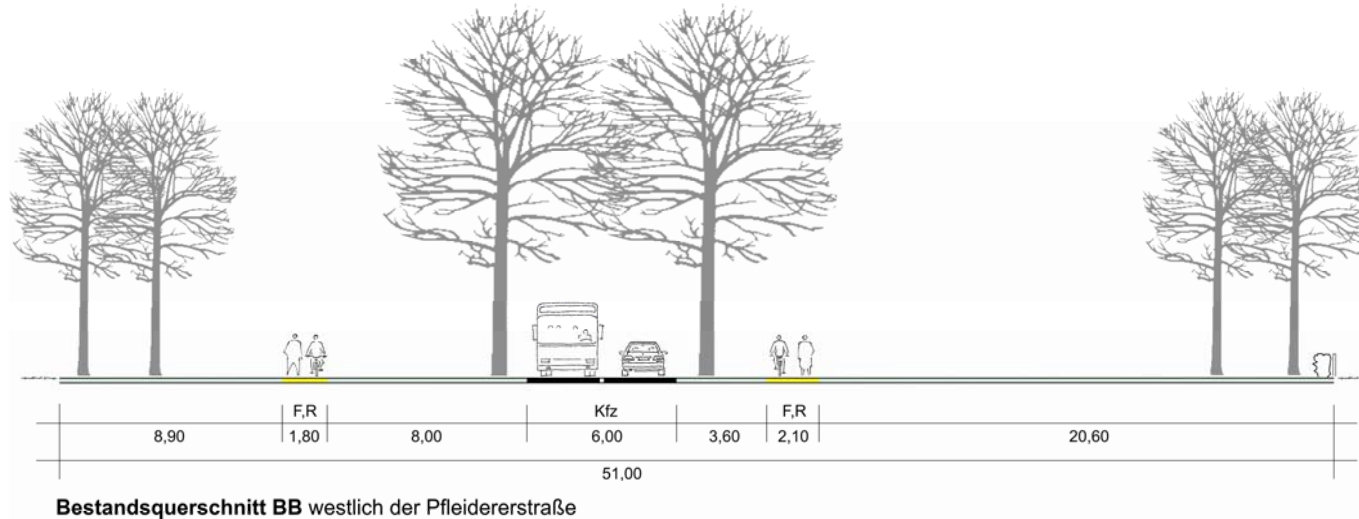 F,R Kfz F,R
8,90 1,80 8,00 6,00 3,60 2,10 20,60
51,00
Bestandsquerschnitt BB westlich der Pfleidererstraße